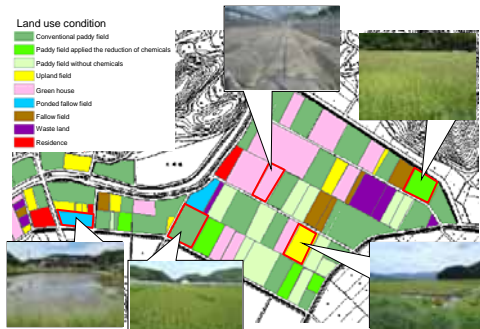 Land use condition
Conventional paddy field
Paddy field applied the reduction of chemicals
Paddy field without chemicals
Upland field
Green house
Ponded fallow field
Fallow field
Waste land
Residence